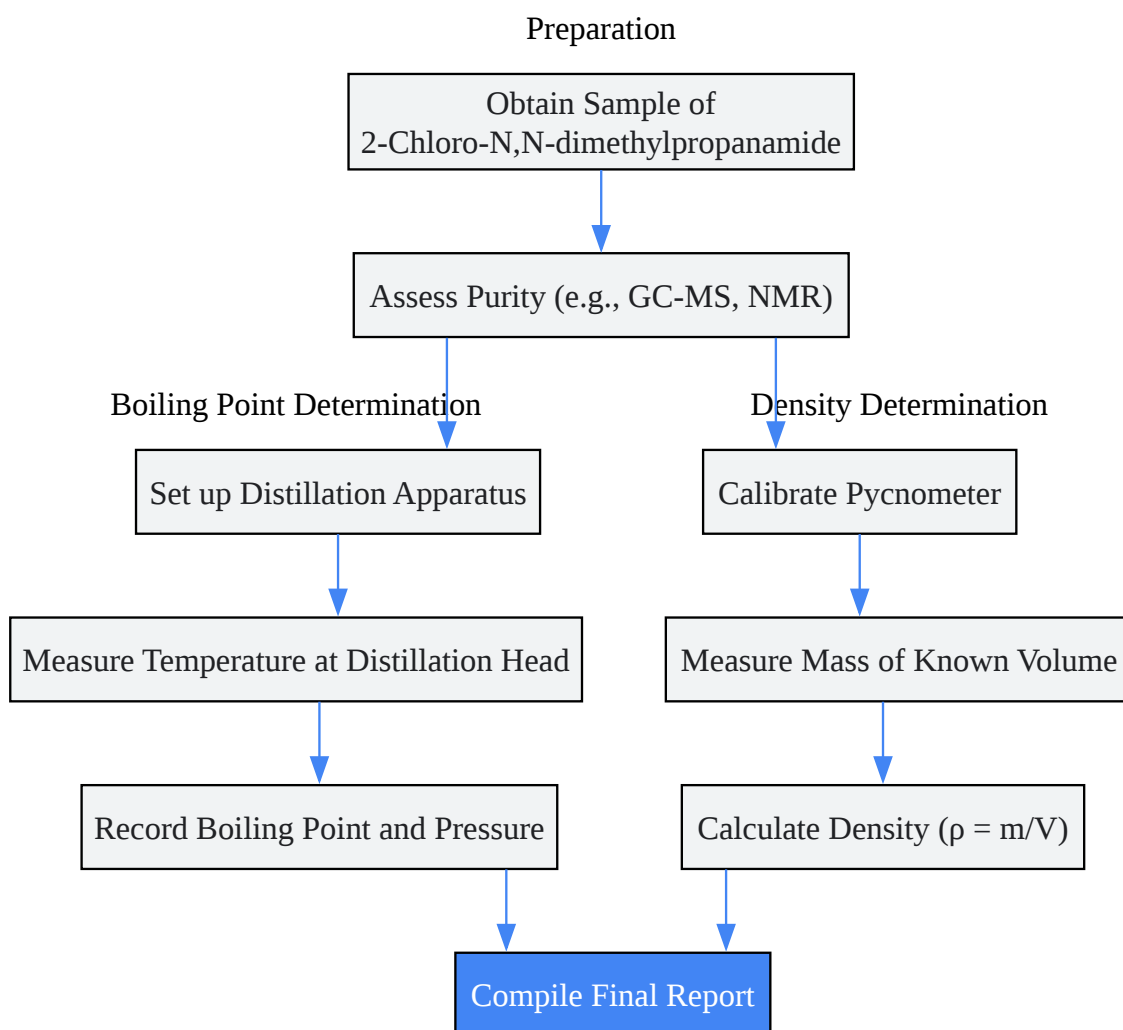 Preparation
Obtain Sample of
2-Chloro-N,N-dimethylpropanamide
Assess Purity (e.g., GC-MS, NMR)
Boiling Point Determination
Density Determination
Set up Distillation Apparatus
Calibrate Pycnometer
Measure Temperature at Distillation Head
Measure Mass of Known Volume
Record Boiling Point and Pressure
Calculate Density (ρ = m/V)
Compile Final Report